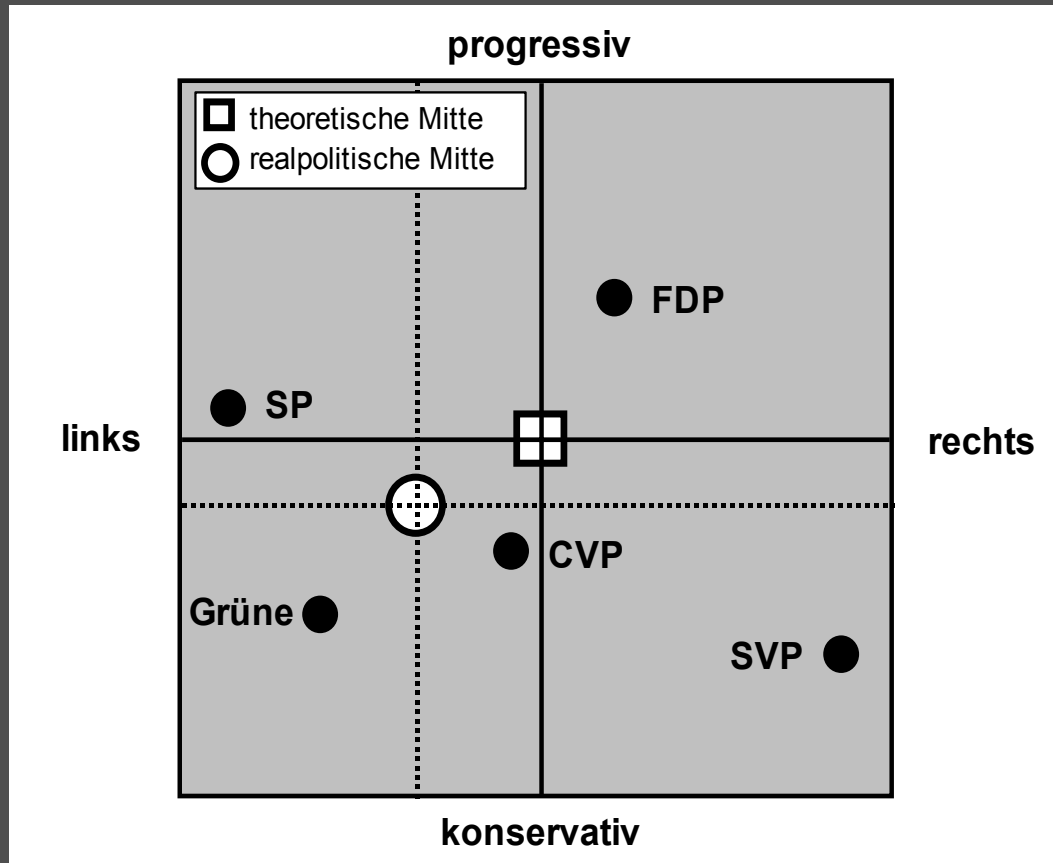 progressiv
theoretische Mitte
realpolitische Mitte
FDP
SP
links
rechts
CVP
Grüne
SVP
konservativ